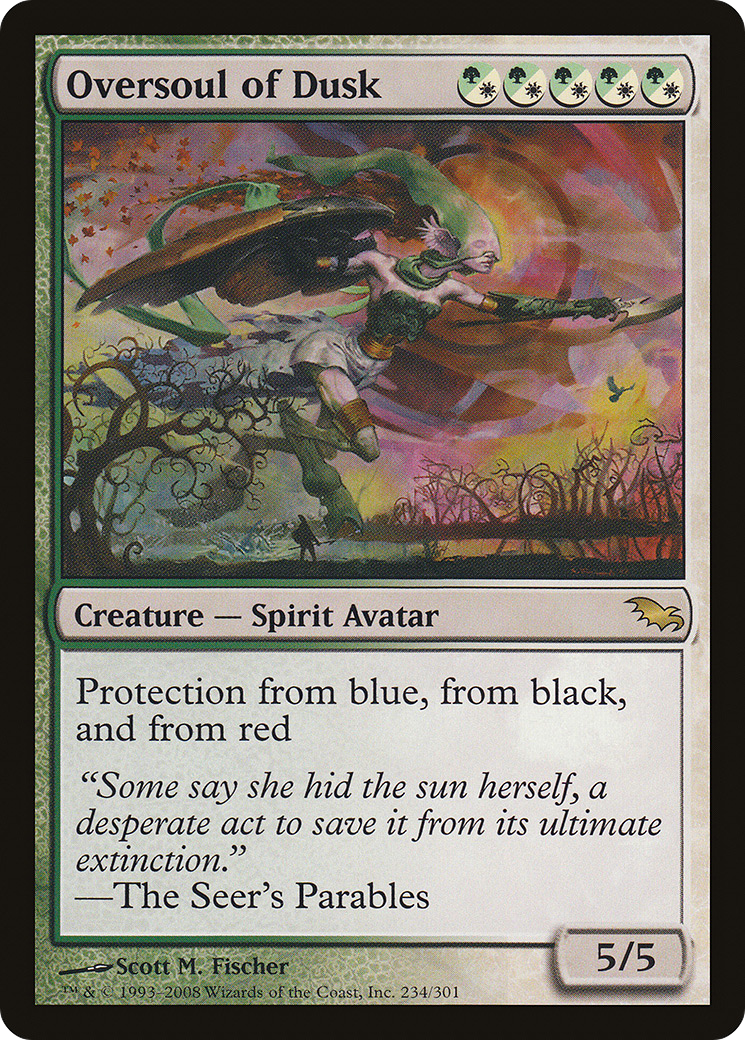 Oversoul of Dusk
Creature — Spirit Avatar
Protection from blue, from black,
and from red
“Some say she hid the sun herself, a
desperate act to save it from its ultimate
extinction.”
—The Seer’s Parables
5/5
Scott M. Fischer
™ & © 1993–2008 Wizards of the Coast, Inc. 234/301